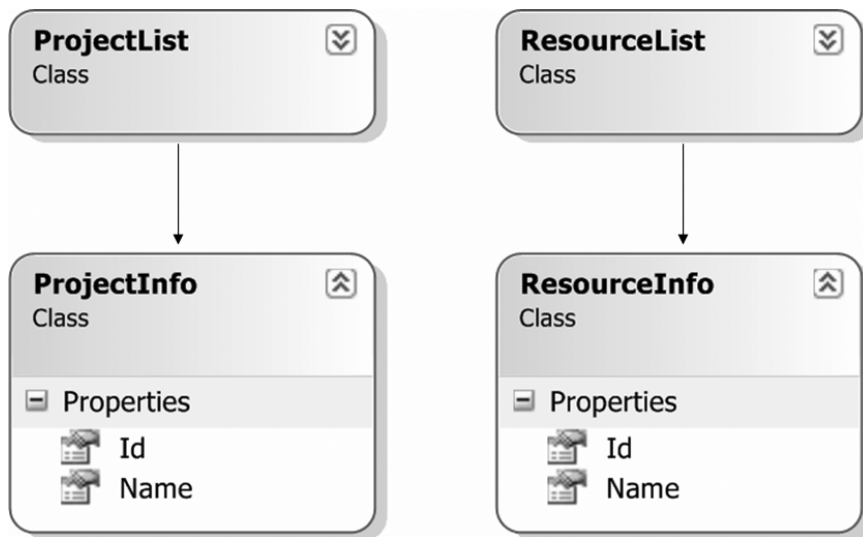 ProjectList
Class
ResourceList
Class
ProjectInfo
Class
Properties
Id
Name
ResourceInfo
Class
Properties
Id
Name